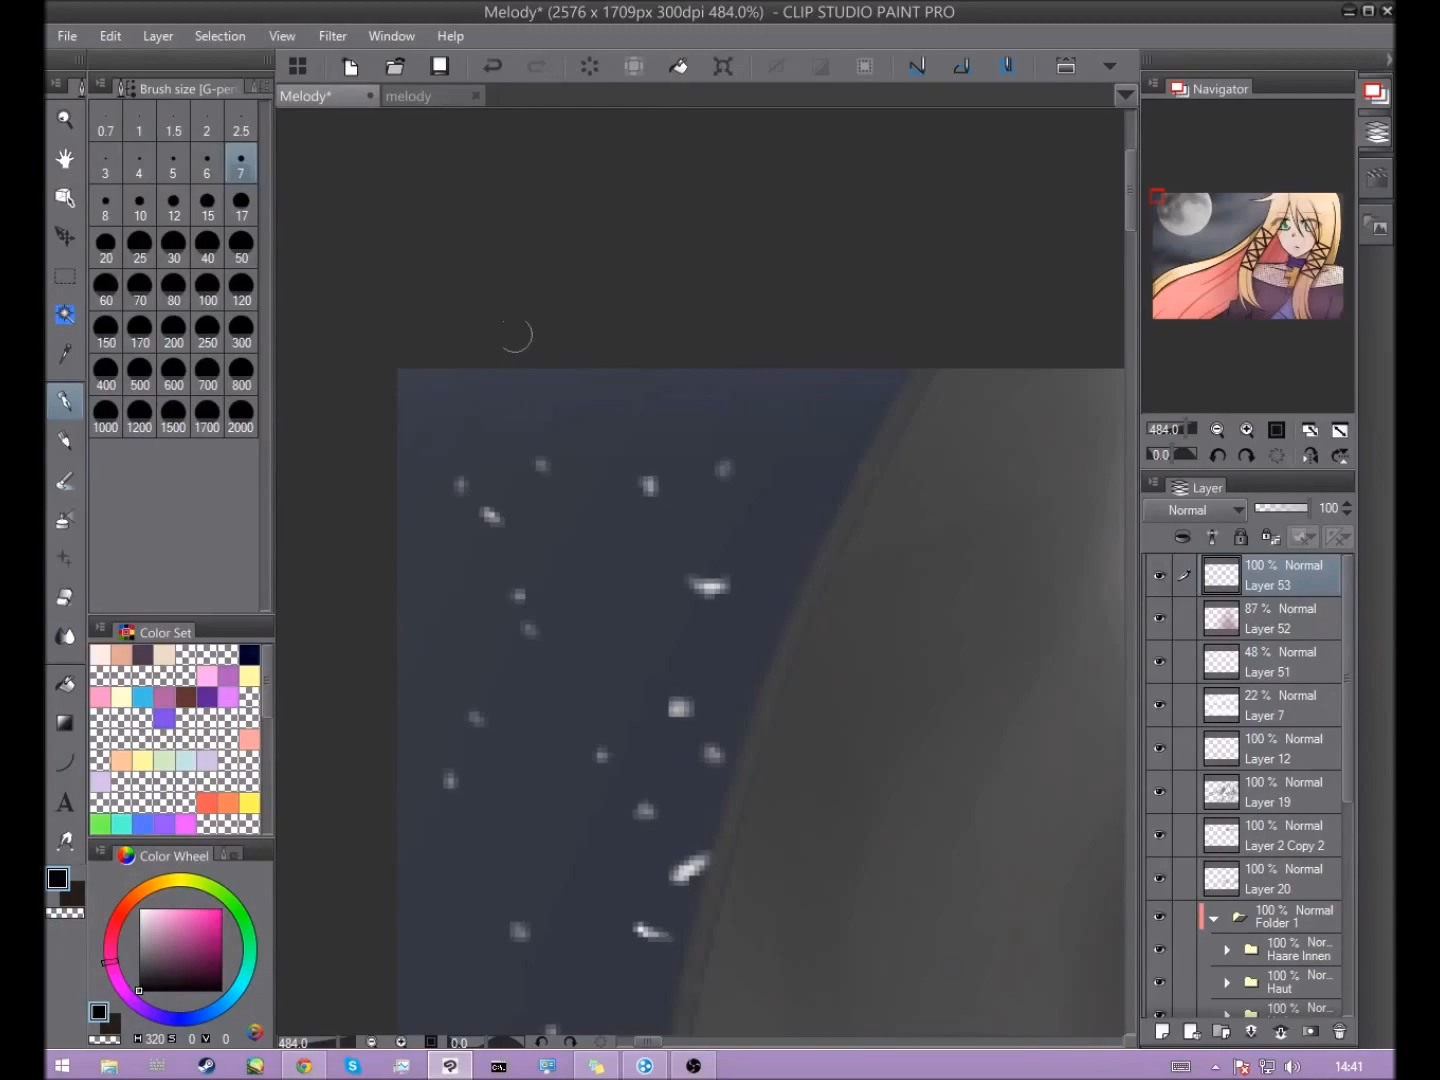 Melody* (2576 x 1709px 300dpi 484.0%) - CLIP STUDIO PAINT PRO
File Edit Layer Selection View Filter Window Help
Brush size [G-pen
Melody*
melody
Navigator
0.7 1 1.5 2 2.5
3 4 5 6 7
8 10 12 15 17
20 25 30 40 50
60 70 80 100 120
150 170 200 250 300
400 500 600 700 800
1000 1200 1500 1700 2000
484.0
0.0
Layer
Normal 100
100 % Normal
Layer 53
87 % Normal
Layer 52
48 % Normal
Layer 51
22 % Normal
Layer 7
100 % Normal
Layer 12
100 % Normal
Layer 19
100 % Normal
Layer 2 Copy 2
100 % Normal
Layer 20
100 % Normal
Folder 1
100 % Nor...
Haare Innen
100 % Nor...
Haut
100 % Nor...
Color Set
A
Color Wheel
H 320 S 0 V 0
484.0 0.0
C:\.
14:41